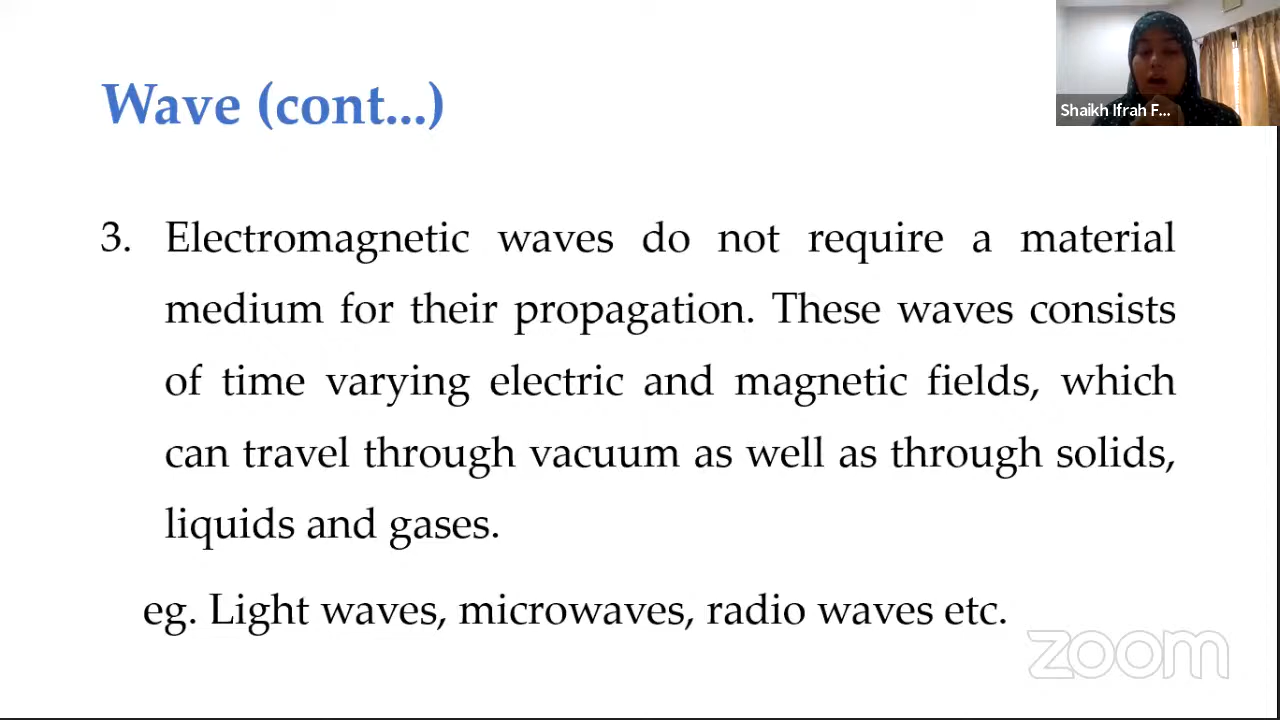 Wave (cont...)
Shaikh Ifrah F...
3. Electromagnetic waves do not require a material
medium for their propagation. These waves consists
of time varying electric and magnetic fields, which
can travel through vacuum as well as through solids,
liquids and gases.
eg. Light waves, microwaves, radio waves etc.
zoom